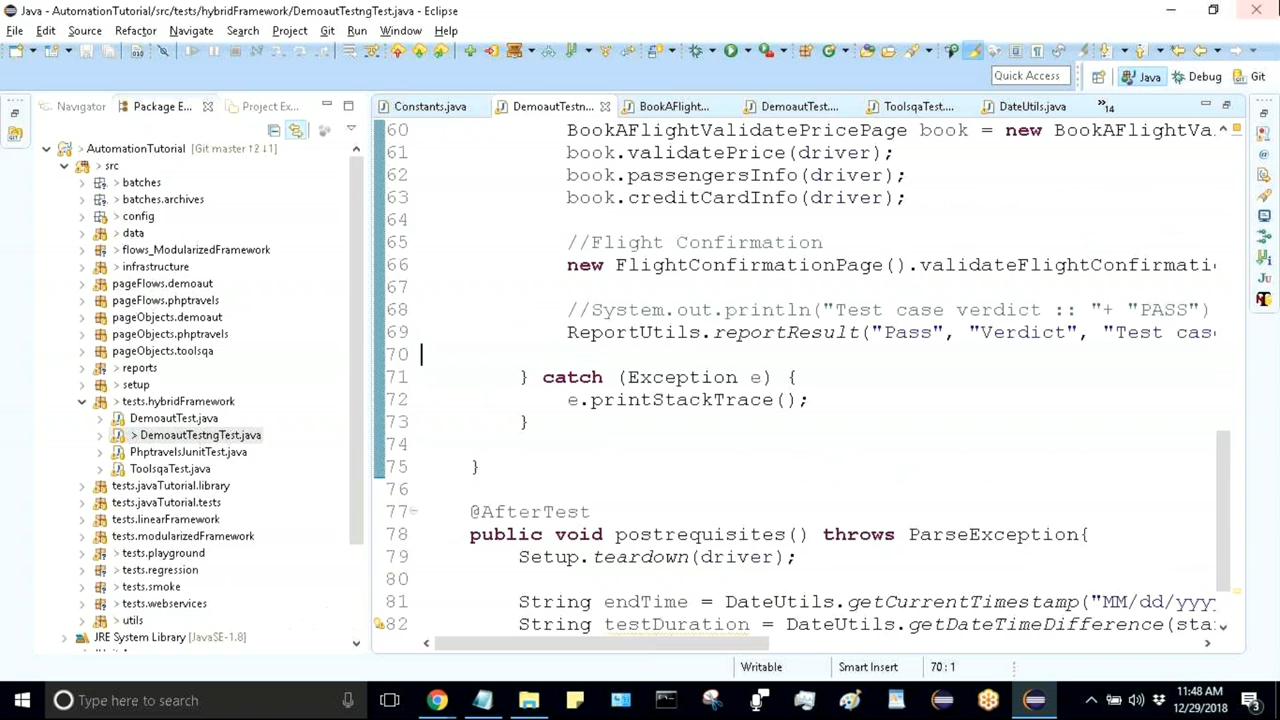 Java - AutomationTutorial/src/tests/hybridFramework/DemoautTestngTest.java - Eclipse
File Edit Source Refactor Navigate Search Project Git Run Window Help
Quick Access Java Debug Git
Navigator Package E... Project Ex...
Constants.java DemoautTestn... BookAFlight... DemoautTest.... ToolsqaTest.... DateUtils.java »14
AutomationTutorial [Git master ↑2 ↓1]
> src
> batches
> batches.archives
> config
> data
> flows_ModularizedFramework
> infrastructure
pageFlows.demoaut
pageFlows.phptravels
pageObjects.demoaut
pageObjects.phptravels
pageObjects.toolsqa
> reports
> setup
> tests.hybridFramework
DemoautTest.java
> DemoautTestngTest.java
PhptravelsJunitTest.java
ToolsqaTest.java
tests.javaTutorial.library
tests.javaTutorial.tests
tests.linearFramework
tests.modularizedFramework
> tests.playground
> tests.regression
> tests.smoke
> tests.webservices
> utils
JRE System Library [JavaSE-1.8]
60 BookAFlightValidatePricePage book = new BookAFlightVa
61 book.validatePrice(driver);
62 book.passengersInfo(driver);
63 book.creditCardInfo(driver);
64
65 //Flight Confirmation
66 new FlightConfirmationPage().validateFlightConfirmati
67
68 //System.out.println("Test case verdict :: "+ "PASS")
69 ReportUtils.reportResult("Pass", "Verdict", "Test cas
70
71 } catch (Exception e) {
72 e.printStackTrace();
73 }
74
75 }
76
77 @AfterTest
78 public void postrequisites() throws ParseException{
79 Setup.teardown(driver);
80
81 String endTime = DateUtils.getCurrentTimestamp("MM/dd/yyy
82 String testDuration = DateUtils.getDateTimeDifference(sta
Writable Smart Insert 70 : 1
Type here to search
11:48 AM
12/29/2018
3